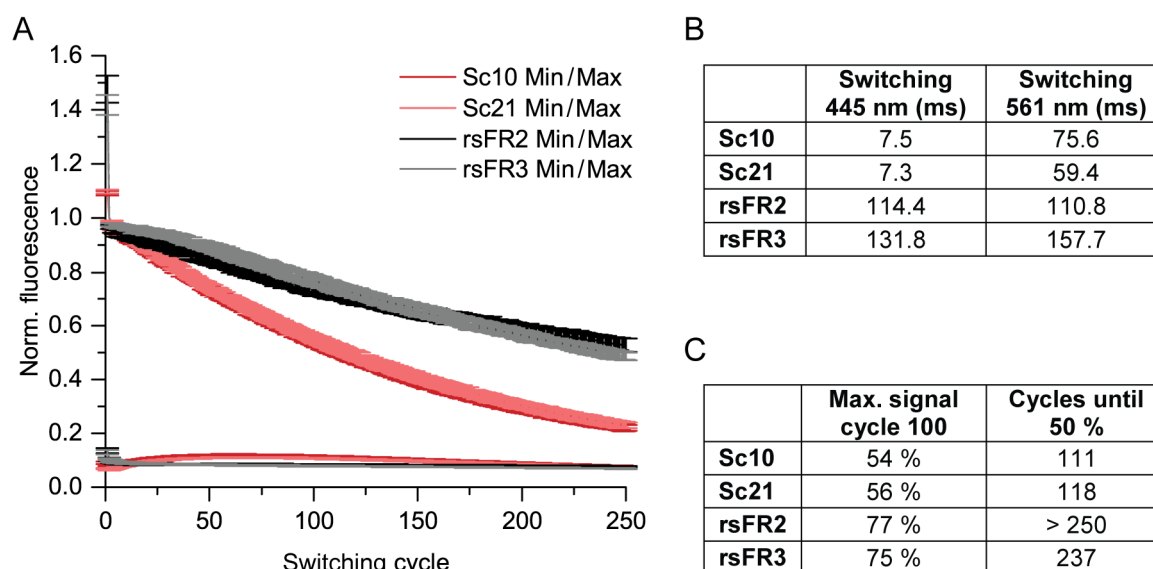 A
1.6
1.4
1.2
1.0
0.8
0.6
0.4
0.2
0.0
Norm. fluorescence
0
50
100
150
200
250
Switching cycle
Sc10 Min/Max
Sc21 Min/Max
rsFR2 Min/Max
rsFR3 Min/Max
B
Switching 445 nm (ms) Switching 561 nm (ms)
Sc10 7.5 75.6
Sc21 7.3 59.4
rsFR2 114.4 110.8
rsFR3 131.8 157.7
C
Max. signal cycle 100 Cycles until 50 %
Sc10 54 % 111
Sc21 56 % 118
rsFR2 77 % > 250
rsFR3 75 % 237